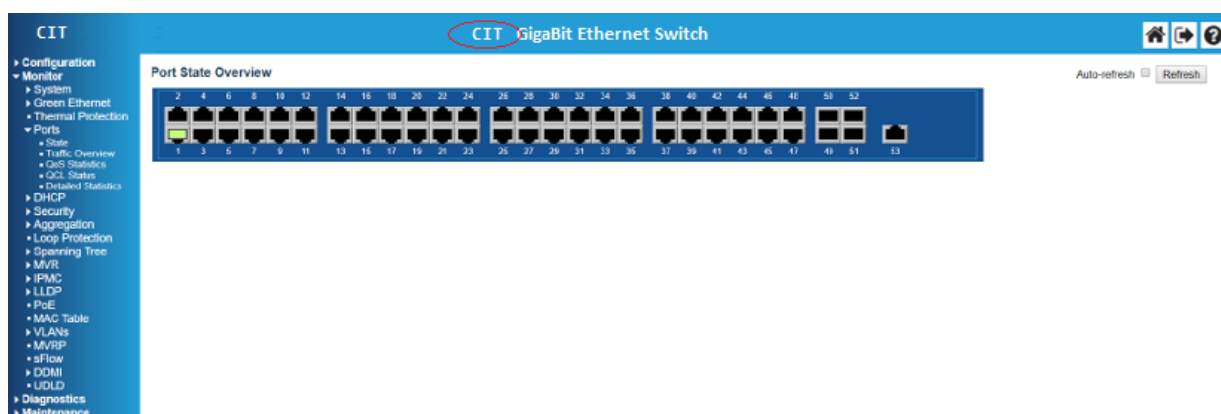 CIT
CIT GigaBit Ethernet Switch
Configuration
Monitor
System
Green Ethernet
Thermal Protection
Ports
State
Traffic Overview
QoS Statistics
QCL Status
Detailed Statistics
DHCP
Security
Aggregation
Loop Protection
Spanning Tree
MVR
IPMC
LLDP
PoE
MAC Table
VLANs
MVRP
sFlow
DDMI
UDLD
Diagnostics
Maintenance
Port State Overview
Auto-refresh Refresh
2 4 6 8 10 12 14 16 18 20 22 24 26 28 30 32 34 36 38 40 42 44 46 48 50 52
1 3 5 7 9 11 13 15 17 19 21 23 25 27 29 31 33 35 37 39 41 43 45 47 49 51 53